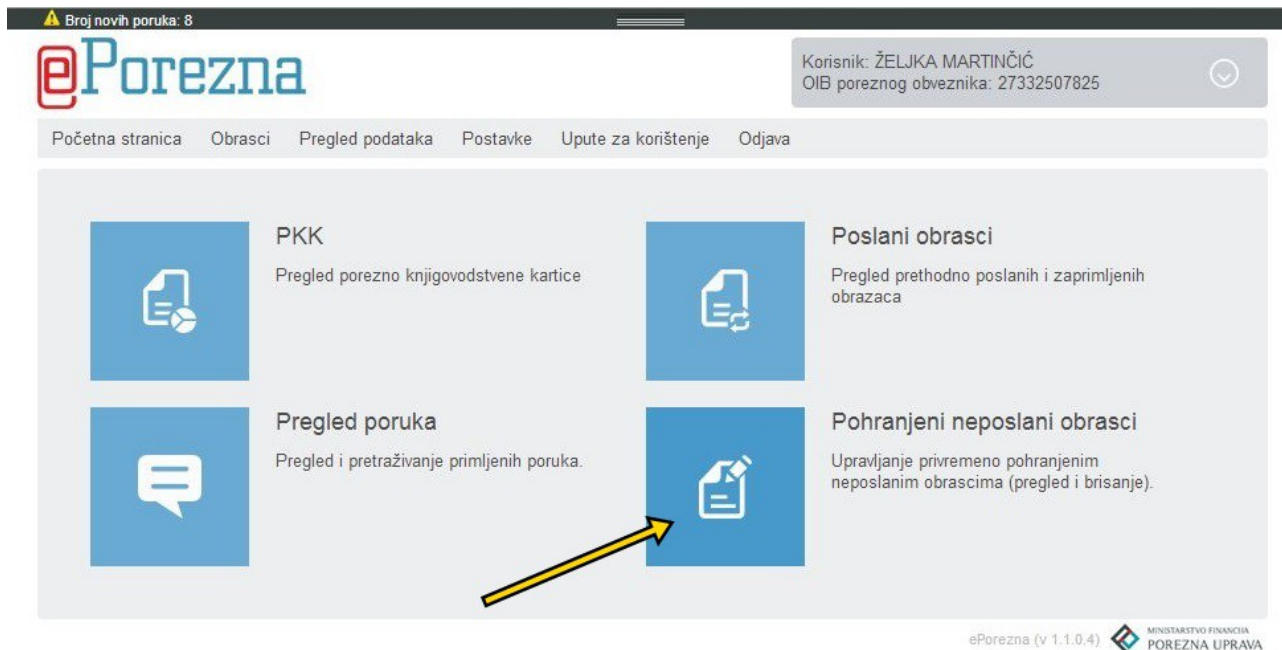 Broj novih poruka: 8
ePorezna
Korisnik: ŽELJKA MARTINČIĆ
OIB poreznog obveznika: 27332507825
Početna stranica Obrasci Pregled podataka Postavke Upute za korištenje Odjava
PKK
Pregled porezno knjigovodstvene kartice
Poslani obrasci
Pregled prethodno poslanih i zaprimljenih
obrazaca
Pregled poruka
Pregled i pretraživanje primljenih poruka.
Pohranjeni neposlani obrasci
Upravljanje privremeno pohranjenim
neposlanim obrascima (pregled i brisanje).
ePorezna (v 1.1.0.4)
MINISTARSTVO FINANCIJA
POREZNA UPRAVA